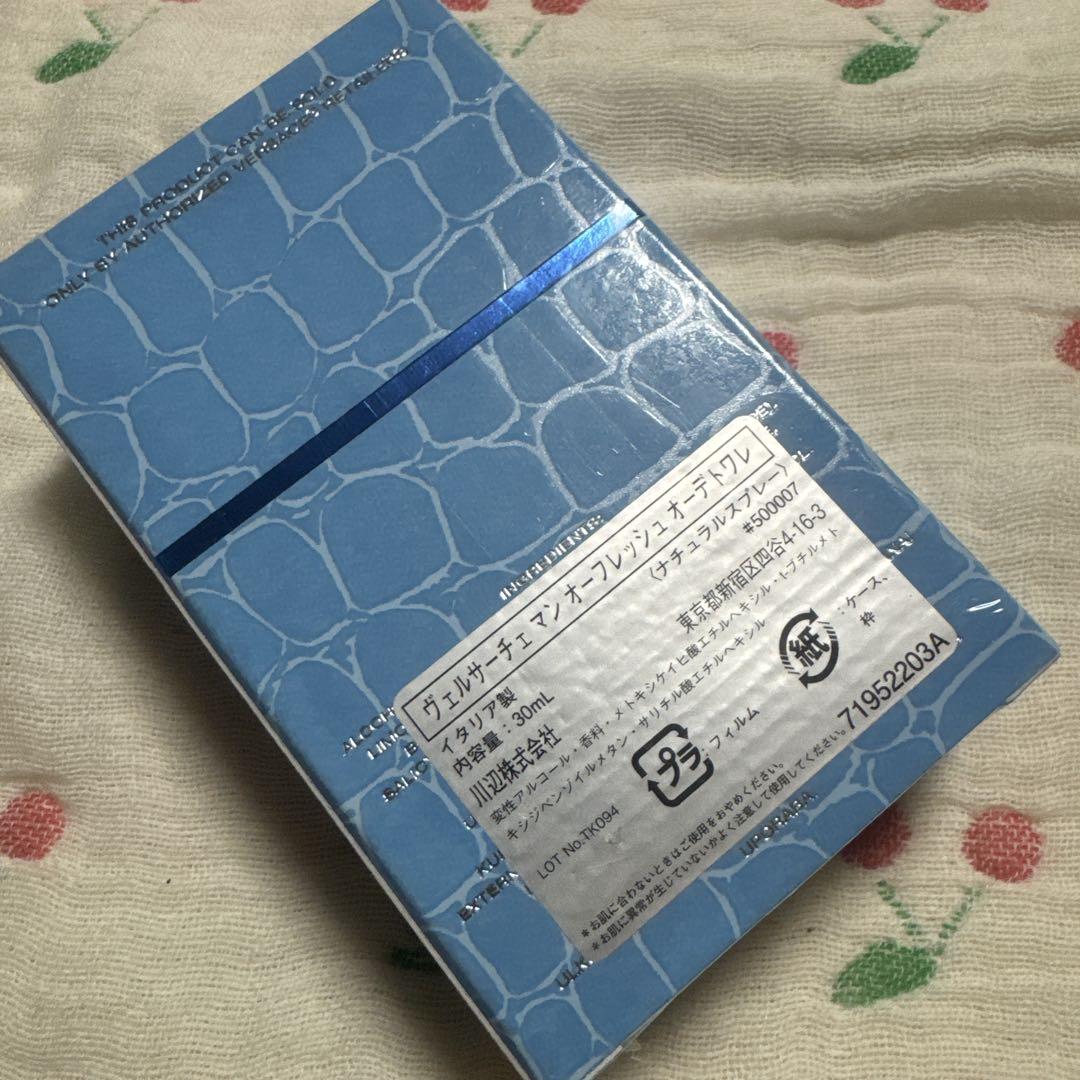 THIS PRODUCT CAN BE SOLD
ONLY BY AUTHORIZED VERSACE® RETAILERS
INGREDIENTS:
ヴェルサーチェ マン オーフレッシュ オーデトワレ
(ナチュラルスプレー)
イタリア製
#500007
内容量:30mL
川辺株式会社
東京都新宿区四谷4-16-3
変性アルコール・香料・メトキシケイヒ酸エチルヘキシル・t-ブチルメト
キシジベンゾイルメタン・サリチル酸エチルヘキシル
紙
:ケース、
枠
プラ
:フィルム
LOT No.TK094
*お肌に合わないときはご使用をおやめください。
*お肌に異常が生じていないかよく注意して使用してください。
71952203A